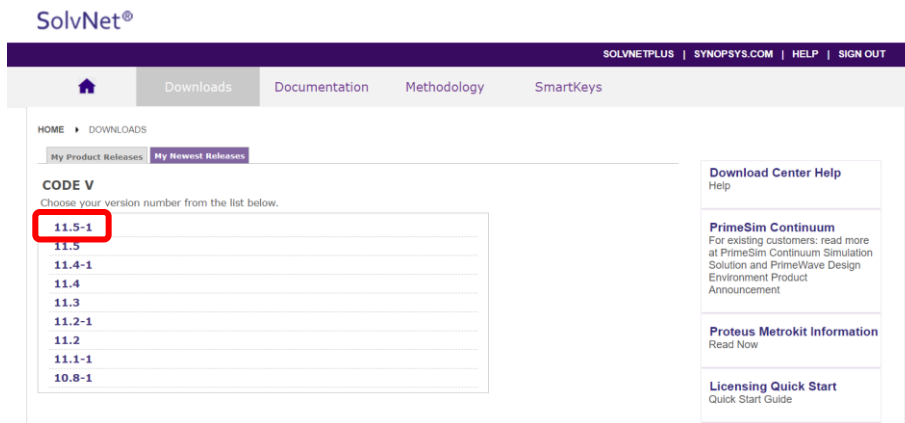 SolvNet®
SOLVNETPLUS | SYNOPSYS.COM | HELP | SIGN OUT
Downloads Documentation Methodology SmartKeys
HOME DOWNLOADS
My Product Releases My Newest Releases
CODE V
Choose your version number from the list below.
11.5-1
11.5
11.4-1
11.4
11.3
11.2-1
11.2
11.1-1
10.8-1
Download Center Help
Help
PrimeSim Continuum
For existing customers: read more
at PrimeSim Continuum Simulation
Solution and PrimeWave Design
Environment Product
Announcement
Proteus Metrokit Information
Read Now
Licensing Quick Start
Quick Start Guide